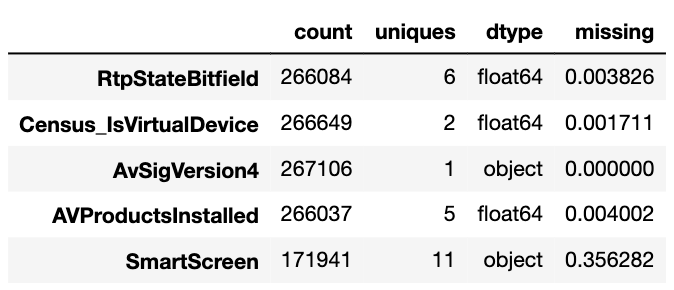 count uniques dtype missing
RtpStateBitfield 266084 6 float64 0.003826
Census_IsVirtualDevice 266649 2 float64 0.001711
AvSigVersion4 267106 1 object 0.000000
AVProductsInstalled 266037 5 float64 0.004002
SmartScreen 171941 11 object 0.356282